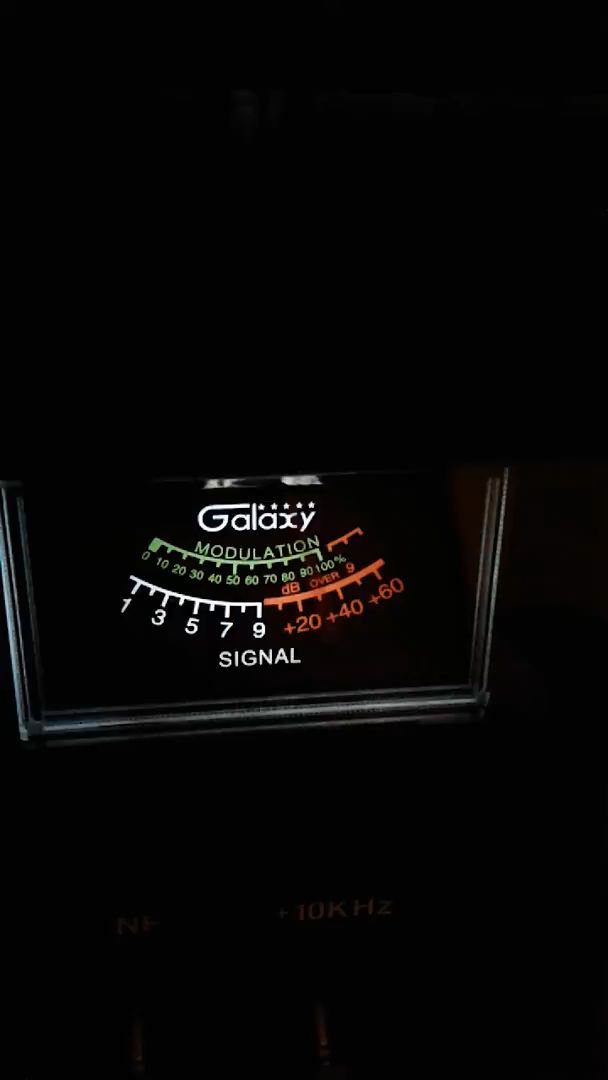 Galaxy
MODULATION
0 10 20 30 40 50 60 70 80 90 100%
dB OVER 9
1 3 5 7 9 +20 +40 +60
SIGNAL
+10KHz